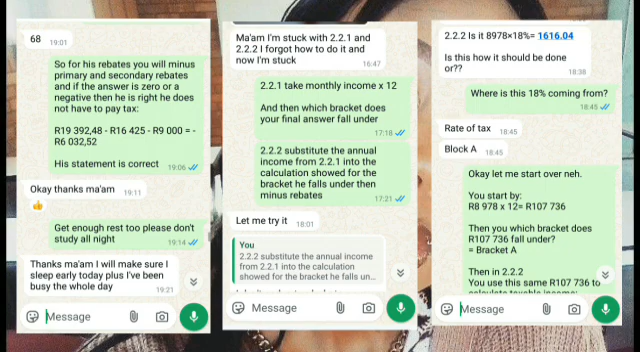 68 19:01
So for his rebates you will minus
primary and secondary rebates
and if the answer is zero or a
negative then he is right he does
not have to pay tax:
R19 392,48 - R16 425 - R9 000 = -
R6 032,52
His statement is correct 19:06
Okay thanks ma'am 19:11
👍
Get enough rest too please don't
study all night 19:14
Thanks ma'am I will make sure I
sleep early today plus I've been
busy the whole day 19:21
Message
Ma'am I'm stuck with 2.2.1 and
2.2.2 I forgot how to do it and
now I'm stuck 16:47
2.2.1 take monthly income x 12
And then which bracket does
your final answer fall under
17:18
2.2.2 substitute the annual
income from 2.2.1 into the
calculation showed for the
bracket he falls under then
minus rebates 17:21
Let me try it 18:01
You
2.2.2 substitute the annual income
from 2.2.1 into the calculation
showed for the bracket he falls un...
Message
2.2.2 Is it 8978×18%= 1616.04
Is this how it should be done
or?? 18:38
Where is this 18% coming from?
18:45
Rate of tax 18:45
Block A 18:45
Okay let me start over neh.
You start by:
R8 978 x 12= R107 736
Then you which bracket does
R107 736 fall under?
= Bracket A
Then in 2.2.2
You use this same R107 736 to
calculate taxable income:
Message